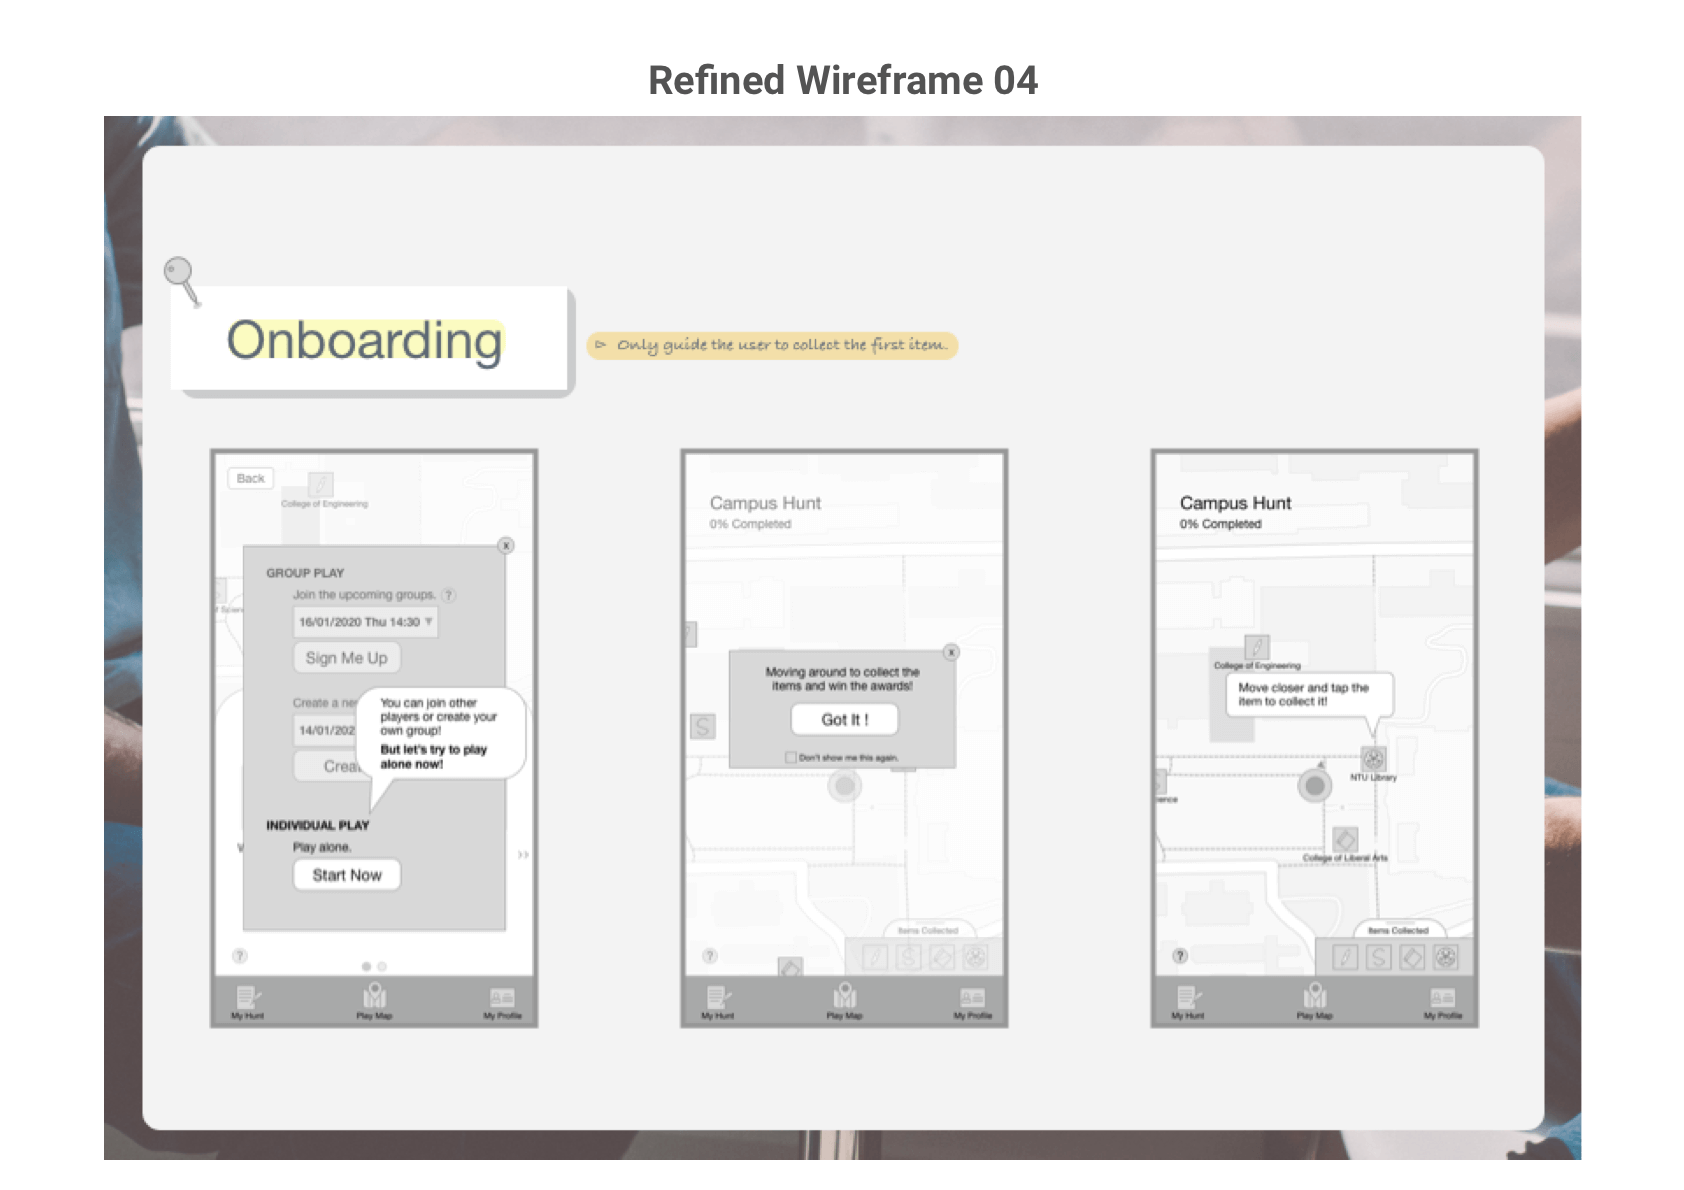 Refined Wireframe 04
Onboarding
▷ Only guide the user to collect the first item.
Back
College of Engineering
x
GROUP PLAY
Join the upcoming groups. ?
16/01/2020 Thu 14:30 ▼
Sign Me Up
Create a new
14/01/202
Creat
You can join other
players or create your
own group!
But let's try to play
alone now!
INDIVIDUAL PLAY
Play alone.
Start Now
>>
?
My Hunt
Play Map
My Profile
Campus Hunt
0% Completed
x
Moving around to collect the
items and win the awards!
Got It !
Don't show me this again.
S
Items Collected
S
?
My Hunt
Play Map
My Profile
Campus Hunt
0% Completed
College of Engineering
Move closer and tap the
item to collect it!
NTU Library
ience
College of Liberal Arts
Items Collected
S
?
My Hunt
Play Map
My Profile